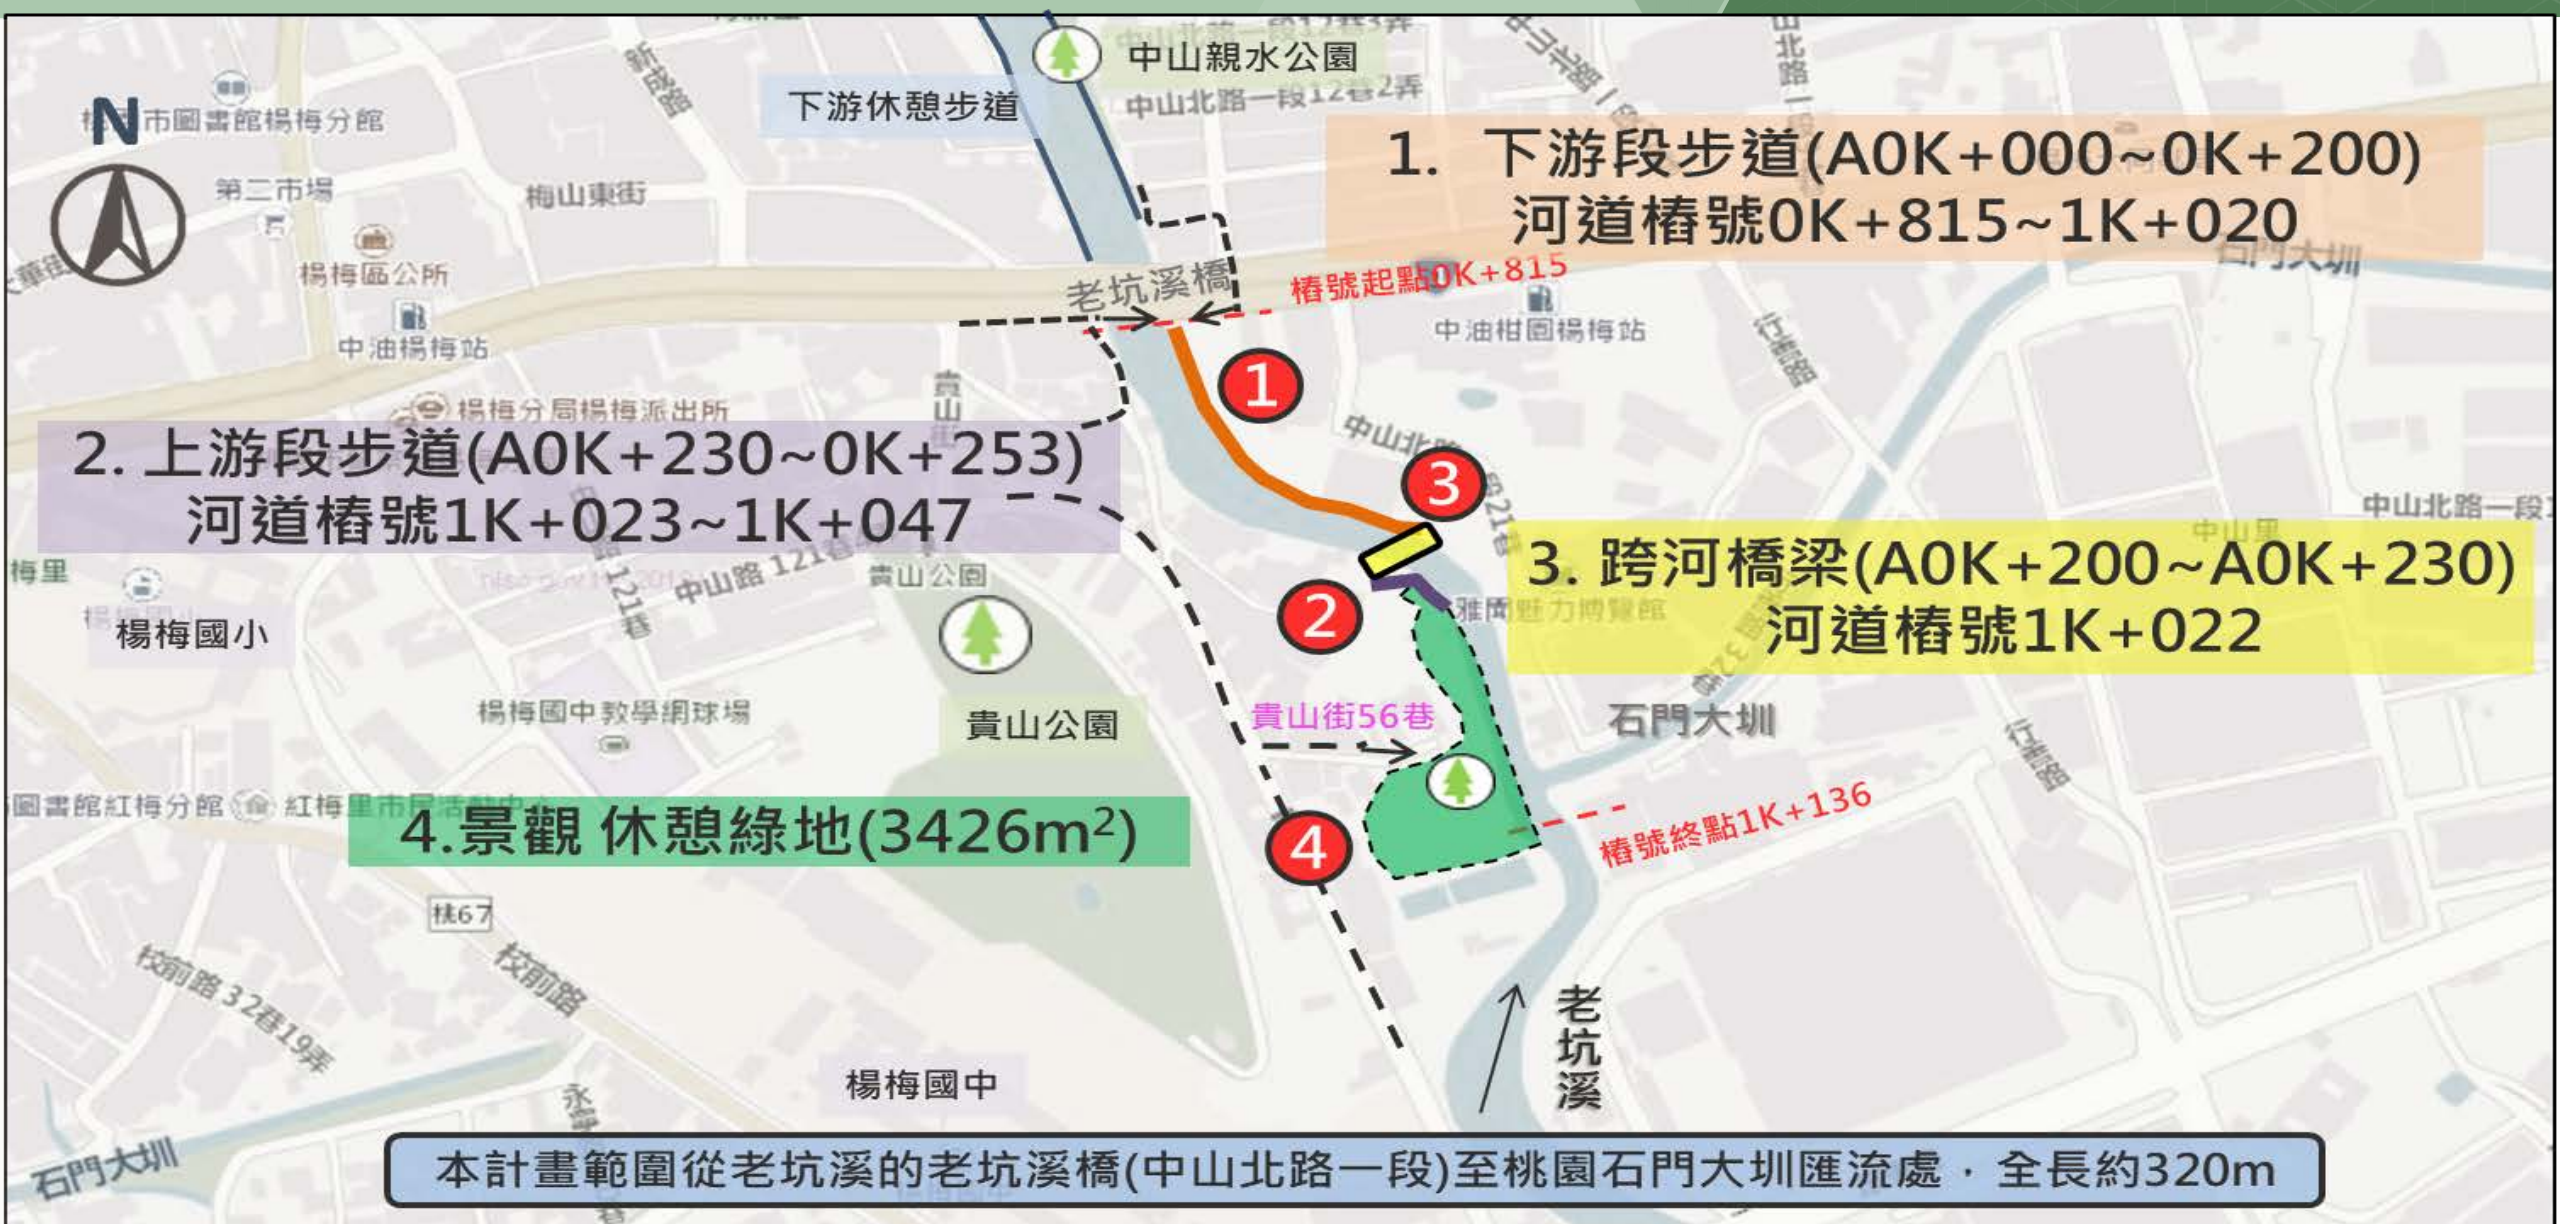 中山北路一段12巷3弄
中山親水公園
新成路
下游休憩步道
中山北路一段12巷2弄
N
市圖書館楊梅分館
1. 下游段步道(A0K+000~0K+200)
河道樁號0K+815~1K+020
第二市場
梅山東街
楊梅區公所
老坑溪橋
樁號起點0K+815
石門大圳
中油楊梅站
中油柑園楊梅站
行善路
1
貴山街
楊梅分局楊梅派出所
2. 上游段步道(A0K+230~0K+253)
河道樁號1K+023~1K+047
3
中山北路一段
3. 跨河橋梁(A0K+200~A0K+230)
河道樁號1K+022
中山里
梅里
中山路 121巷
貴山公園
2
楊梅國小
楊梅國中教學網球場
貴山公園
貴山街56巷
石門大圳
行善路
圖書館紅梅分館
4.景觀 休憩綠地(3426m²)
4
樁號終點1K+136
桃67
校前路 32巷19弄
校前路
老坑溪
楊梅國中
石門大圳
本計畫範圍從老坑溪的老坑溪橋(中山北路一段)至桃園石門大圳匯流處，全長約320m